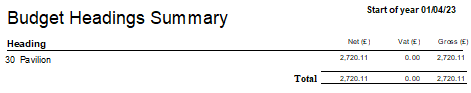 Budget Headings Summary
Start of year 01/04/23
Heading Net (£) Vat (£) Gross (£)
30 Pavilion 2,720.11 0.00 2,720.11
Total 2,720.11 0.00 2,720.11